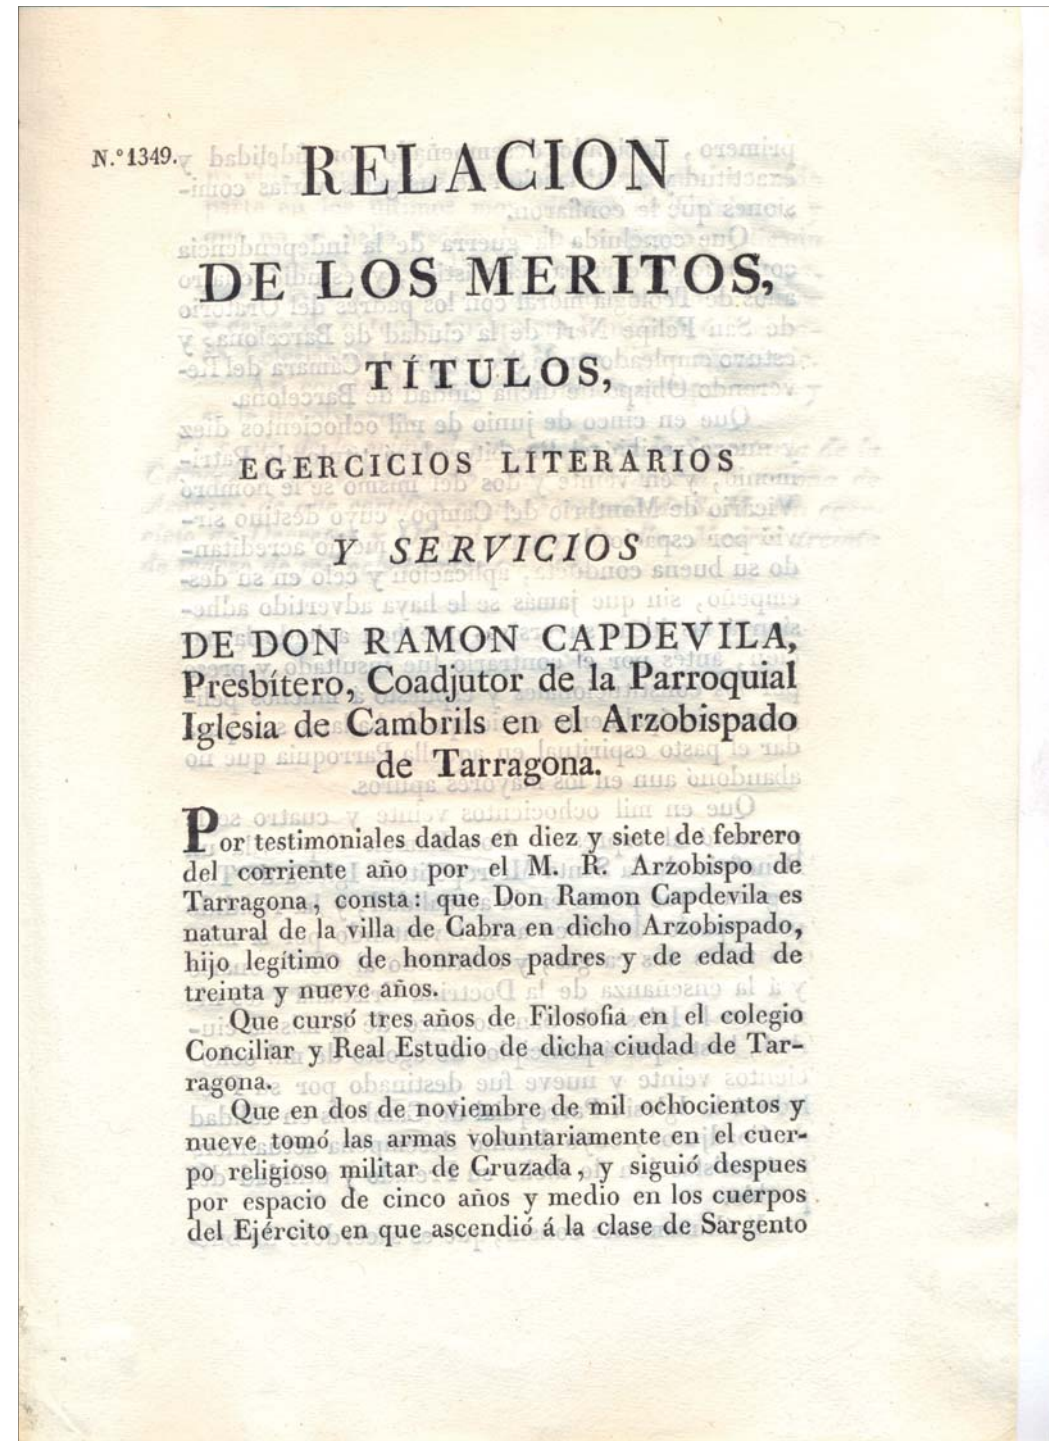 N.º 1349.
RELACION
DE LOS MERITOS,
TÍTULOS,
EGERCICIOS LITERARIOS
Y SERVICIOS
DE DON RAMON CAPDEVILA,
Presbítero, Coadjutor de la Parroquial
Iglesia de Cambrils en el Arzobispado
de Tarragona.
Por testimoniales dadas en diez y siete de febrero
del corriente año por el M. R. Arzobispo de
Tarragona, consta: que Don Ramon Capdevila es
natural de la villa de Cabra en dicho Arzobispado,
hijo legítimo de honrados padres y de edad de
treinta y nueve años.
Que cursó tres años de Filosofia en el colegio
Conciliar y Real Estudio de dicha ciudad de Tar-
ragona.
Que en dos de noviembre de mil ochocientos y
nueve tomó las armas voluntariamente en el cuer-
po religioso militar de Cruzada, y siguió despues
por espacio de cinco años y medio en los cuerpos
del Ejército en que ascendió á la clase de Sargento